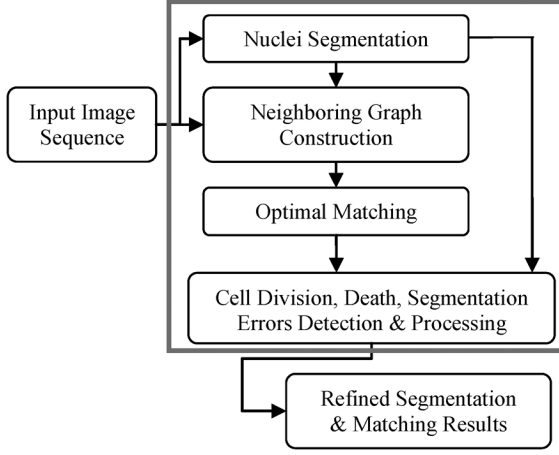 Nuclei Segmentation
Input Image
Sequence
Neighboring Graph
Construction
Optimal Matching
Cell Division, Death, Segmentation
Errors Detection & Processing
Refined Segmentation
& Matching Results